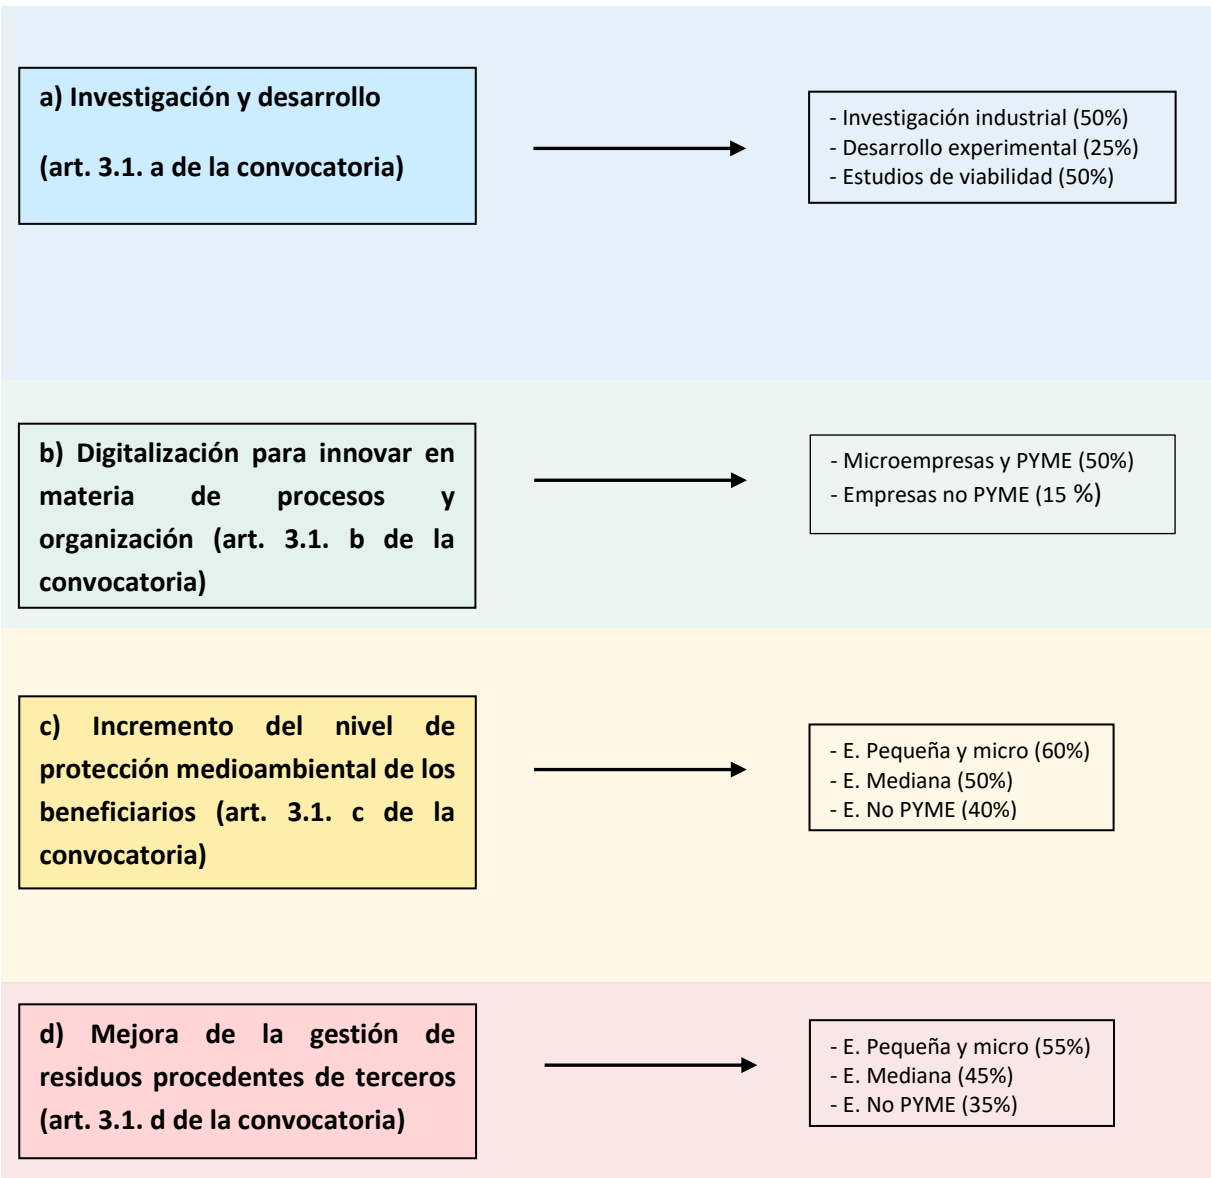 a) Investigación y desarrollo
(art. 3.1. a de la convocatoria)
- Investigación industrial (50%)
- Desarrollo experimental (25%)
- Estudios de viabilidad (50%)
b) Digitalización para innovar en
materia de procesos y
organización (art. 3.1. b de la
convocatoria)
- Microempresas y PYME (50%)
- Empresas no PYME (15 %)
c) Incremento del nivel de
protección medioambiental de los
beneficiarios (art. 3.1. c de la
convocatoria)
- E. Pequeña y micro (60%)
- E. Mediana (50%)
- E. No PYME (40%)
d) Mejora de la gestión de
residuos procedentes de terceros
(art. 3.1. d de la convocatoria)
- E. Pequeña y micro (55%)
- E. Mediana (45%)
- E. No PYME (35%)